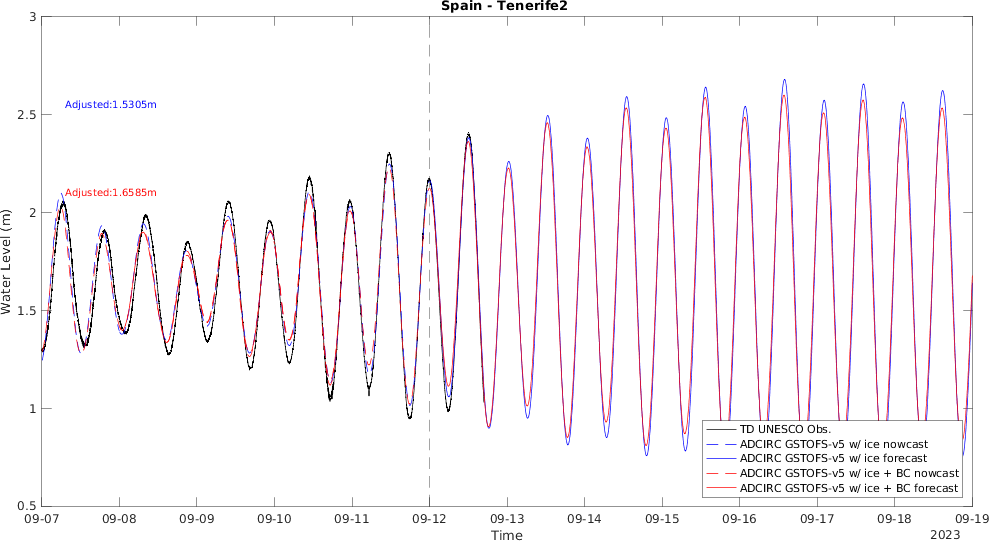 Spain - Tenerife2
3
2.5
2
1.5
1
0.5
Water Level (m)
Adjusted:1.5305m
Adjusted:1.6585m
TD UNESCO Obs.
ADCIRC GSTOFS-v5 w/ ice nowcast
ADCIRC GSTOFS-v5 w/ ice forecast
ADCIRC GSTOFS-v5 w/ ice + BC nowcast
ADCIRC GSTOFS-v5 w/ ice + BC forecast
09-07 09-08 09-09 09-10 09-11 09-12 09-13 09-14 09-15 09-16 09-17 09-18 09-19
Time
2023